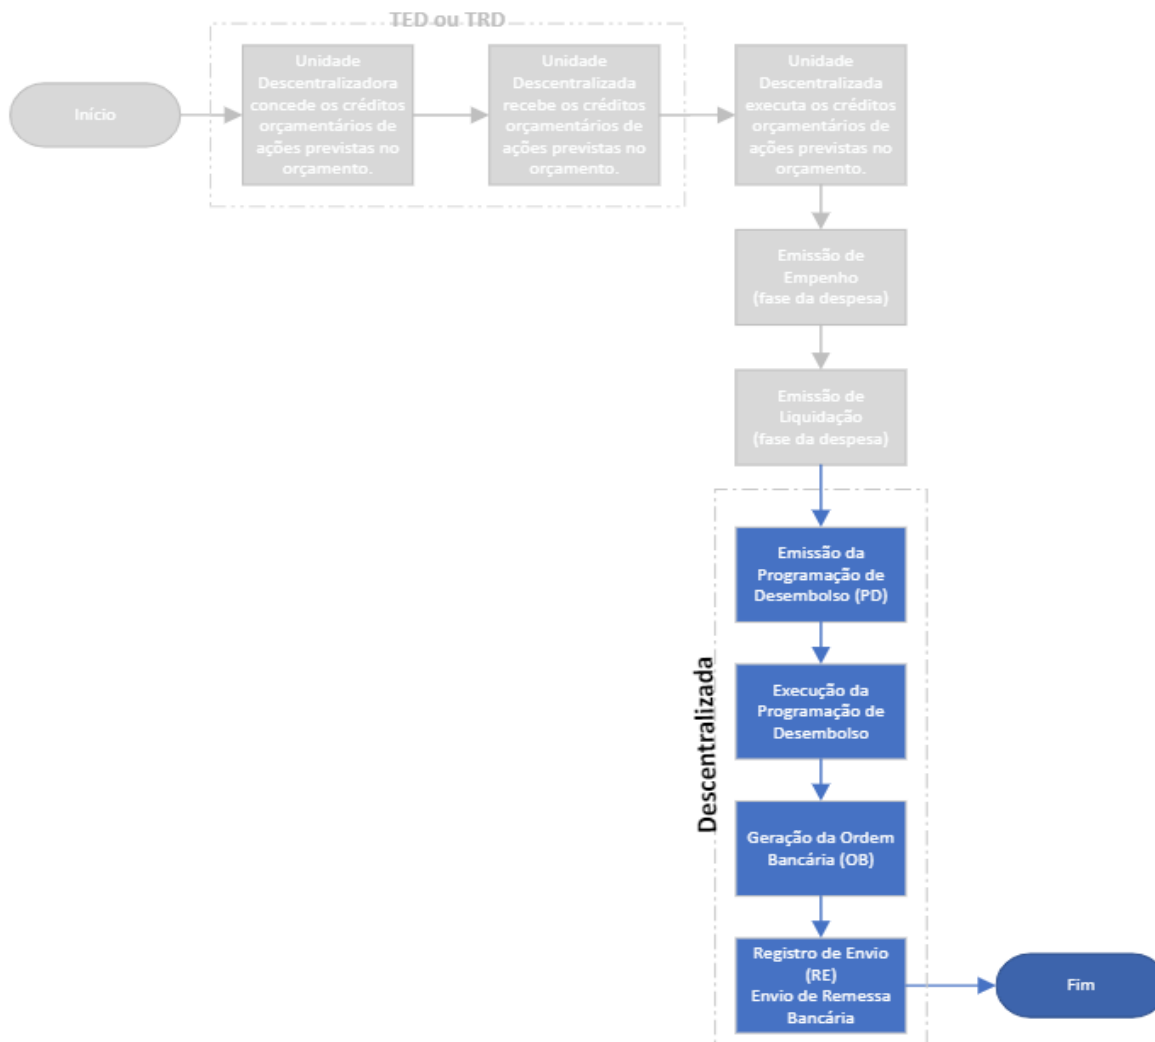 TED ou TRD
Início
Unidade
Descentralizadora
concede os créditos
orçamentários de
ações previstas no
orçamento.
Unidade
Descentralizada
recebe os créditos
orçamentários de
ações previstas no
orçamento.
Unidade
Descentralizada
executa os créditos
orçamentários de
ações previstas no
orçamento.
Emissão de
Empenho
(fase da despesa)
Emissão de
Liquidação
(fase da despesa)
Descentralizada
Emissão da
Programação de
Desembolso (PD)
Execução da
Programação de
Desembolso
Geração da Ordem
Bancária (OB)
Registro de Envio
(RE)
Envio de Remessa
Bancária
Fim